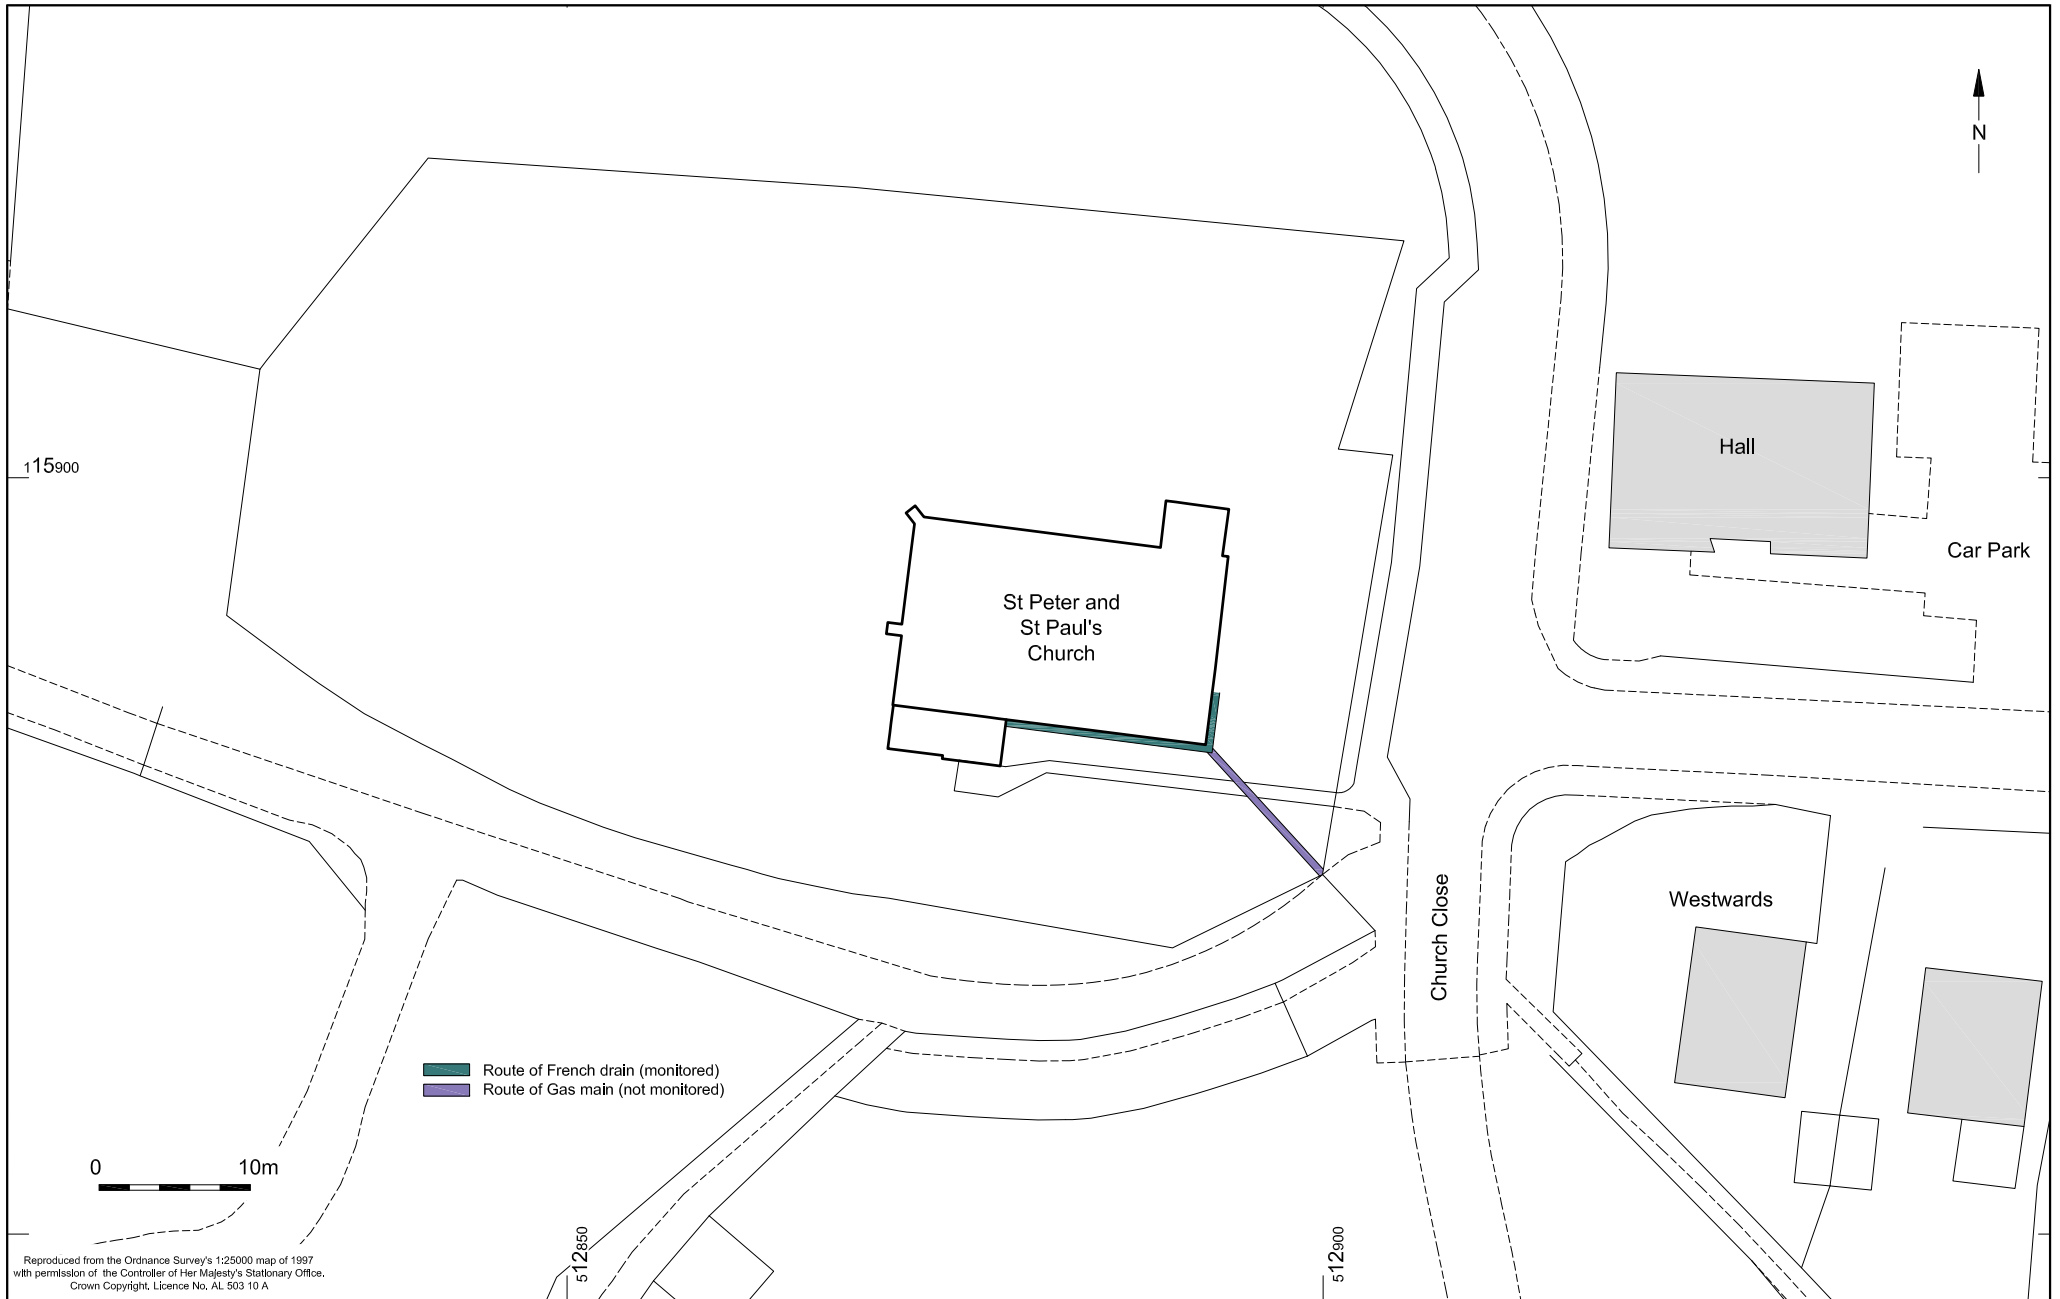 N
Hall
115900
Car Park
St Peter and
St Paul's
Church
Westwards
Church Close
Route of French drain (monitored)
Route of Gas main (not monitored)
0 10m
512850
512900
Reproduced from the Ordnance Survey's 1:25000 map of 1997
with permission of the Controller of Her Majesty's Stationary Office.
Crown Copyright. Licence No. AL 503 10 A